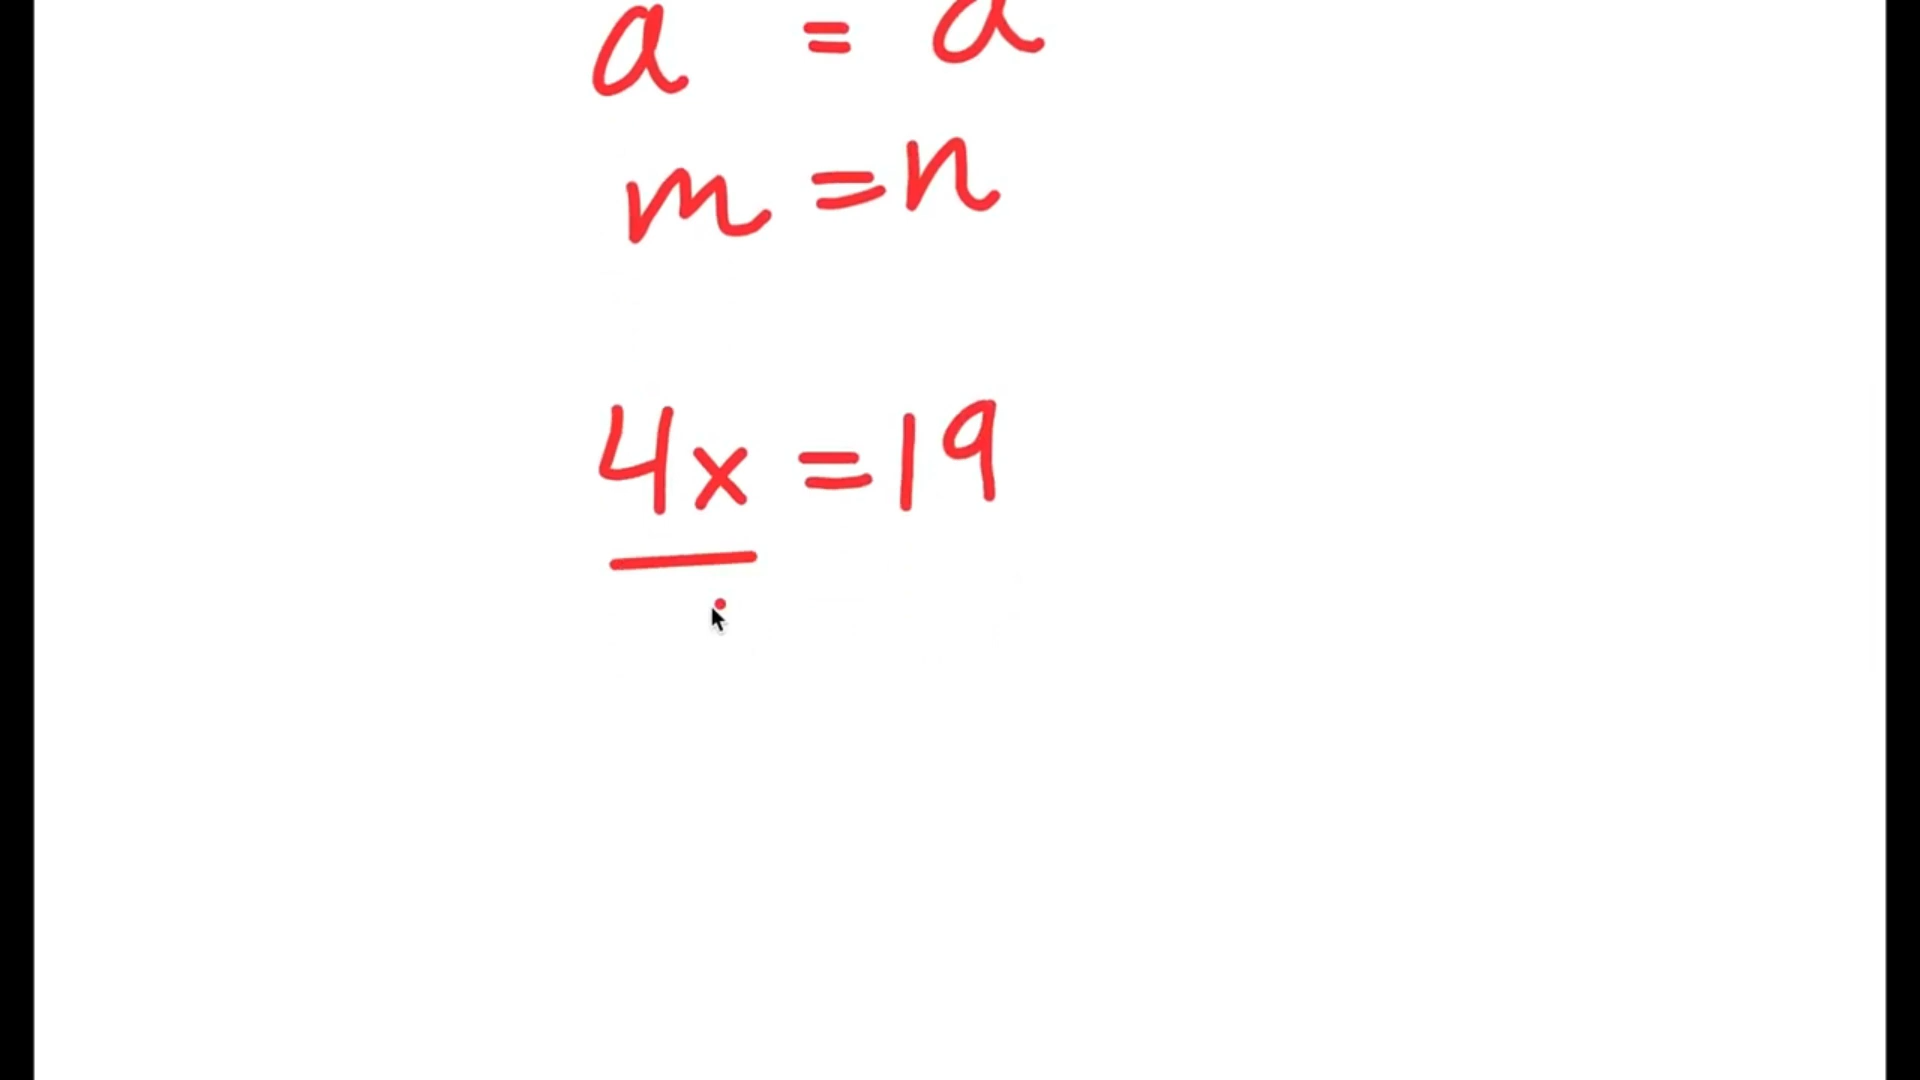 a = a
m = n
4x = 19